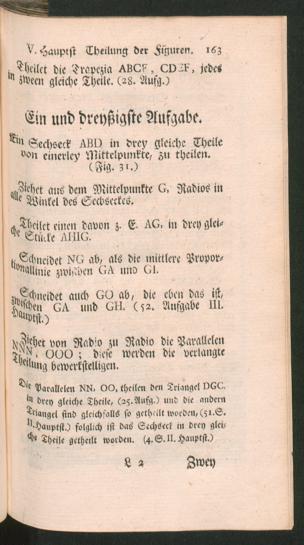 V. Hauptst Theilung der Figuren. 163
Theilet die Trapezia ABCF, CDEF, jedes
in zween gleiche Theile. (28. Aufg.)
Ein und dreyßigste Aufgabe.
Ein Sechseck ABD in drey gleiche Theile
von einerley Mittelpunkte, zu theilen.
(Fig. 31.)
Ziehet aus dem Mittelpunkte G, Radios in
alle Winkel des Sechseckes.
Theilet einen davon z. E. AG, in drey glei-
che Stücke AHIG.
Schneidet NG ab, als die mittlere Propor-
tionallinie zwischen GA und GI.
Schneidet auch GO ab, die eben das ist,
zwischen GA und GH. (52. Aufgabe III.
Hauptst.)
Ziehet von Radio zu Radio die Parallelen
NNN, OOO; diese werden die verlangte
Theilung bewerkstelligen.
Die Parallelen NN, OO, theilen den Triangel DGC,
in drey gleiche Theile, (25. Aufg.) und die andern
Triangel sind gleichfalls so getheilt worden, (51. S.
II. Hauptst.) folglich ist das Sechseck in drey glei-
che Theile getheilt worden. (4. S. II. Hauptst.)
L 2 Zwey